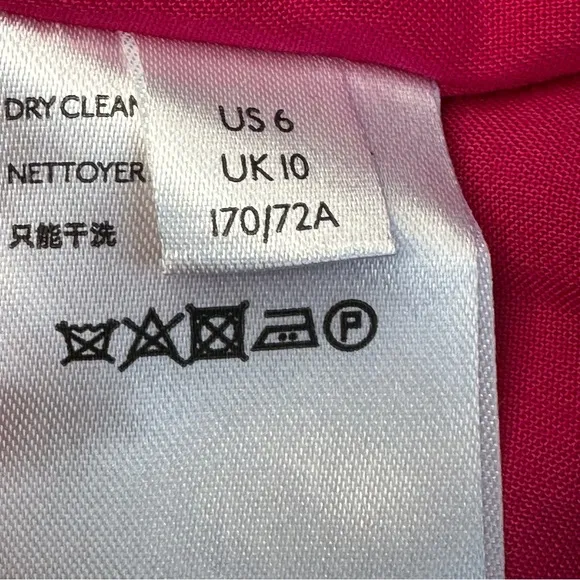 DRY CLEAN
NETTOYER
只能干洗
US 6
UK 10
170/72A
P